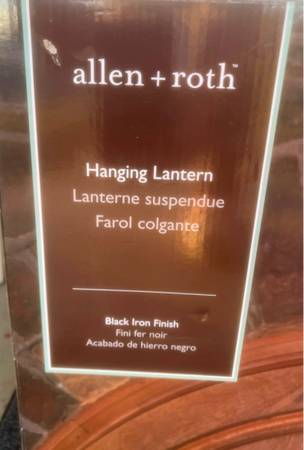 allen + roth™
Hanging Lantern
Lanterne suspendue
Farol colgante
Black Iron Finish
Fini fer noir
Acabado de hierro negro